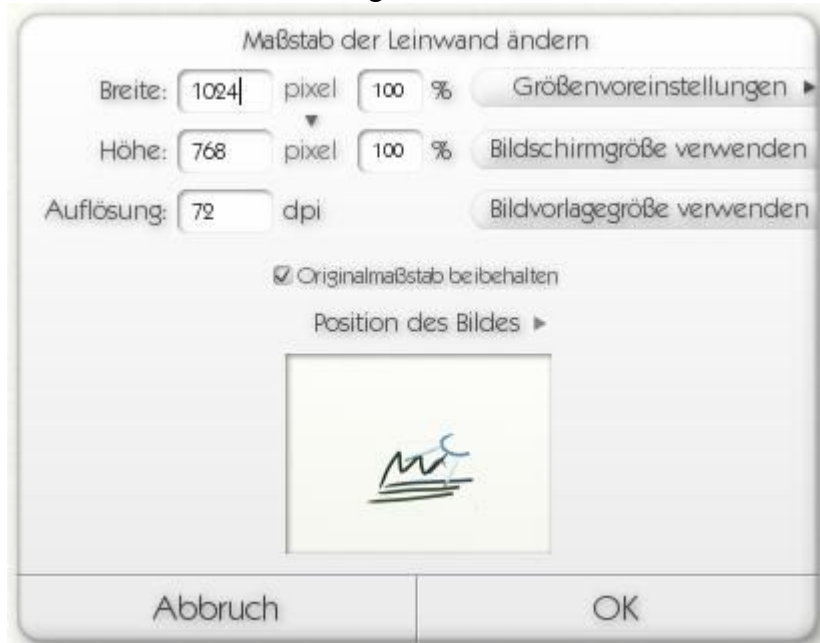 Maßstab der Leinwand ändern
Breite: 1024 pixel 100 % Größenvoreinstellungen ▸
Höhe: 768 pixel 100 % Bildschirmgröße verwenden
Auflösung: 72 dpi Bildvorlagegröße verwenden
Originalmaßstab beibehalten
Position des Bildes ▸
Abbruch OK